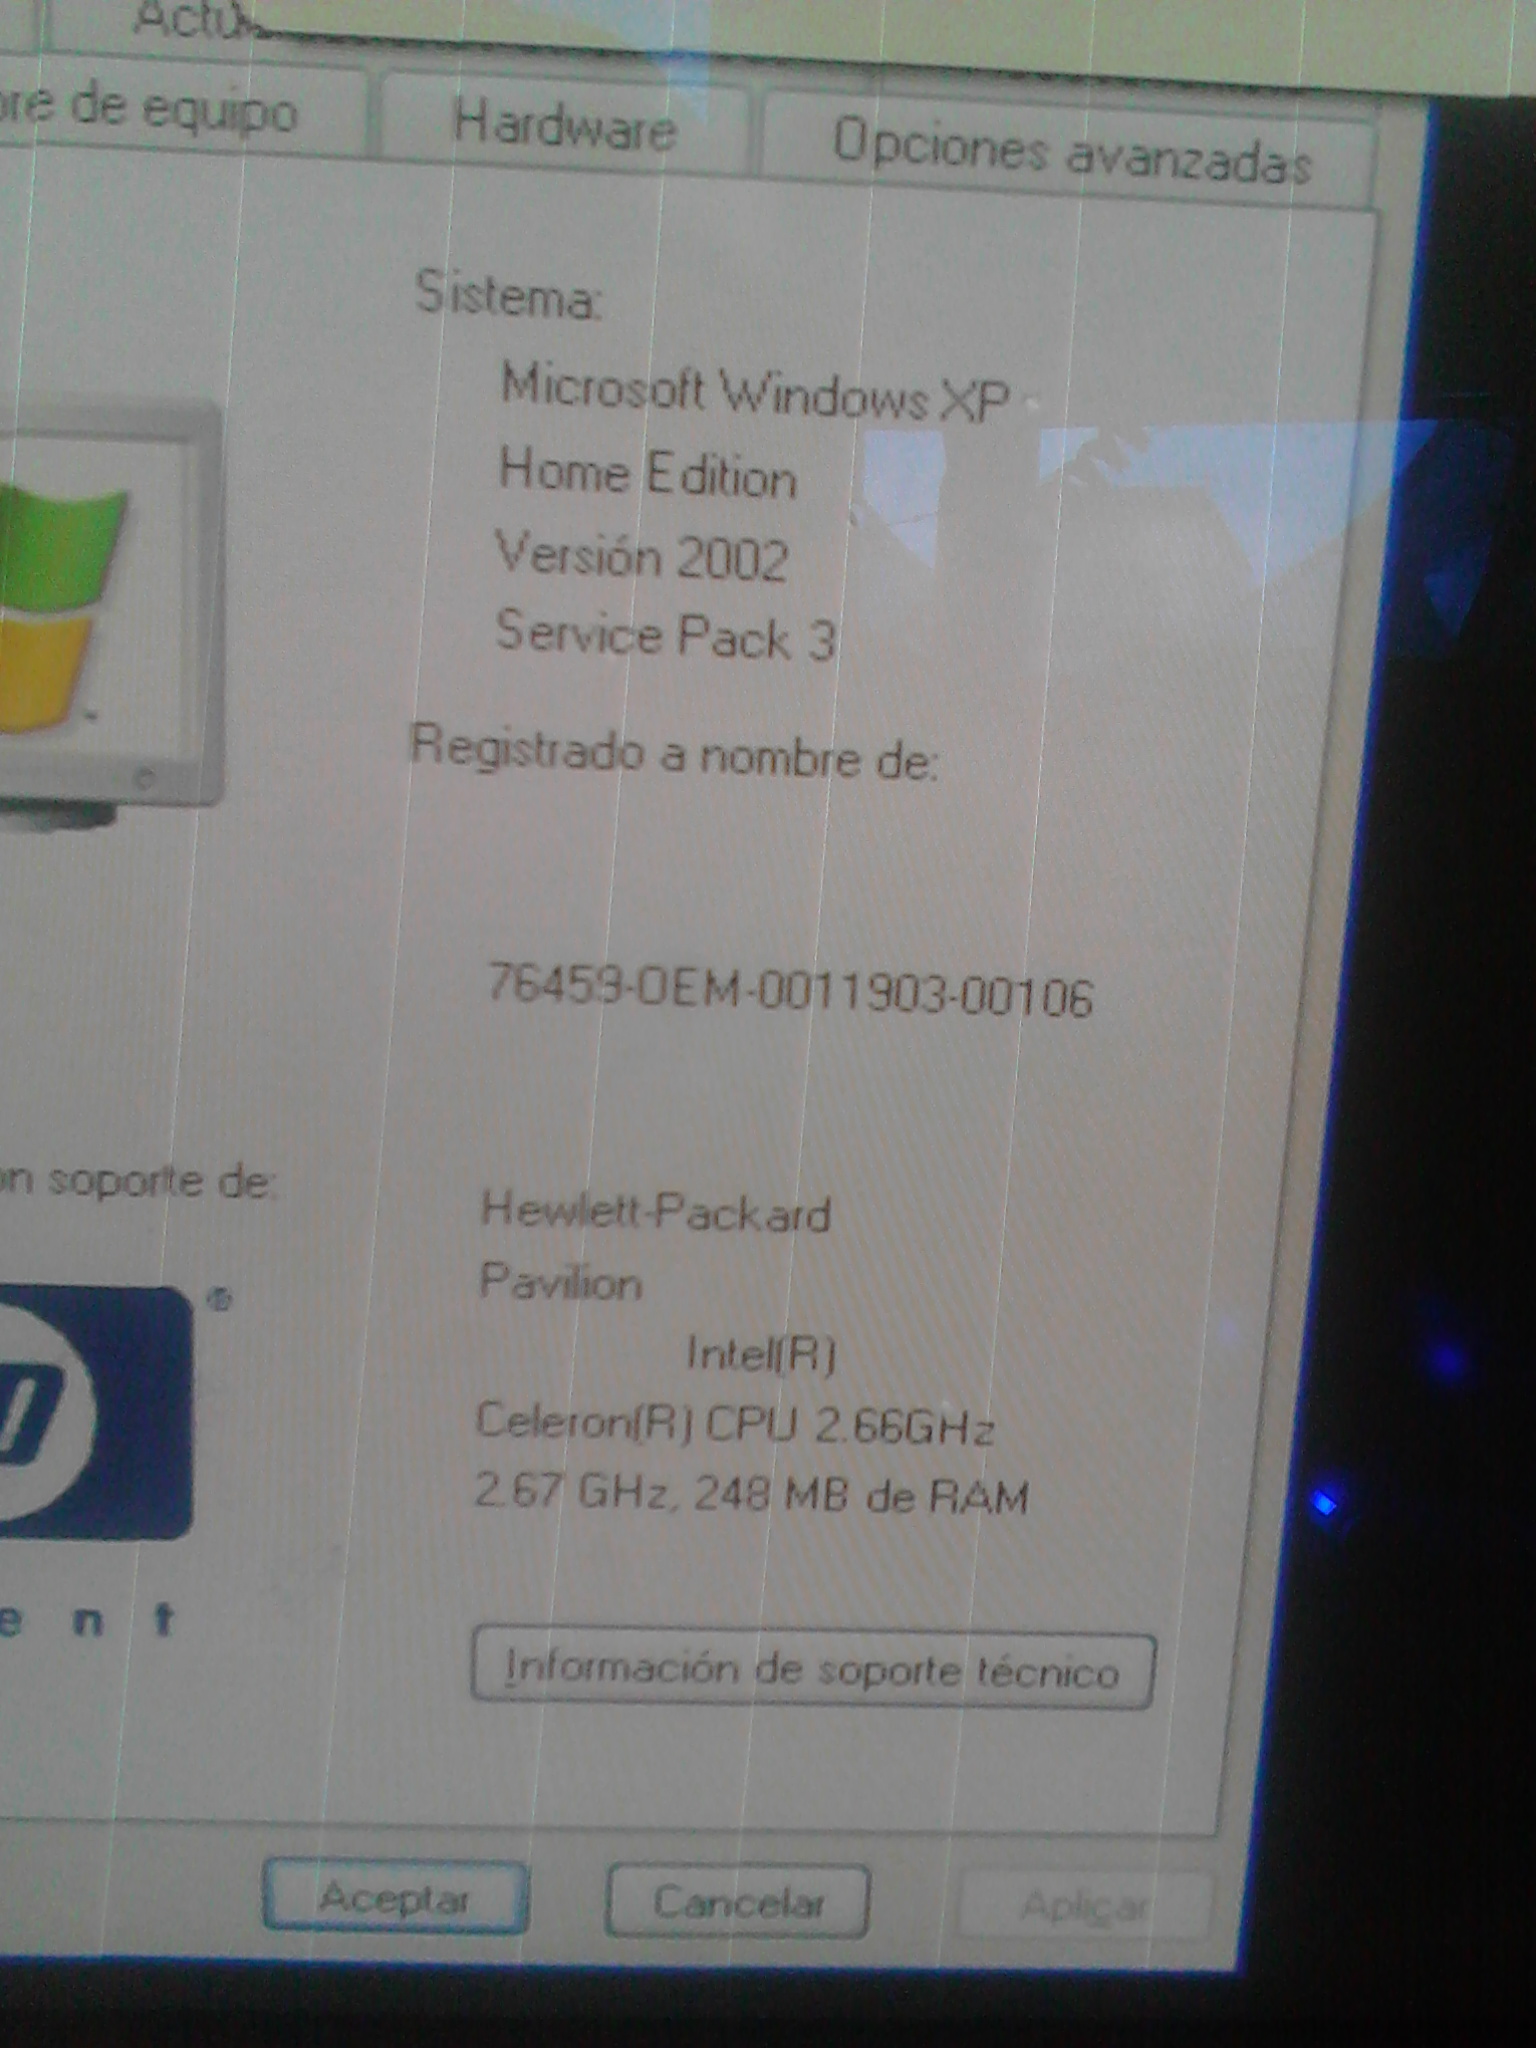 Actu
re de equipo
Hardware
Opciones avanzadas
Sistema:
Microsoft Windows XP
Home Edition
Versión 2002
Service Pack 3
Registrado a nombre de:
76459-OEM-0011903-00106
n soporte de:
Hewlett-Packard
Pavilion
Intel(R)
Celeron(R) CPU 2.66GHz
2.67 GHz, 248 MB de RAM
®
e n t
Información de soporte técnico
Aceptar
Cancelar
Aplicar